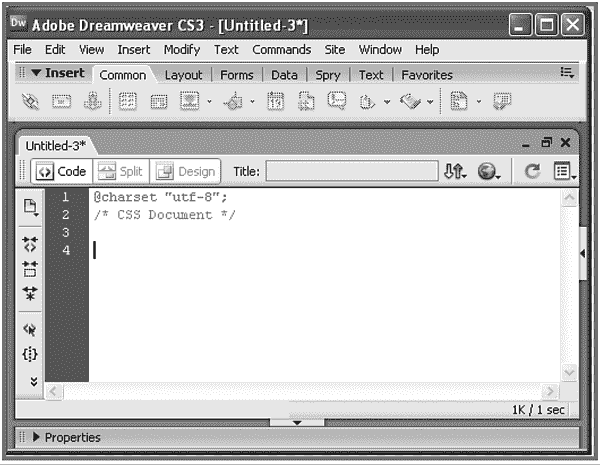 Dw Adobe Dreamweaver CS3 - [Untitled-3*]
File Edit View Insert Modify Text Commands Site Window Help
Insert Common Layout Forms Data Spry Text Favorites
19
Untitled-3*
Code Split Design Title:
1 @charset "utf-8";
2 /* CSS Document */
3
4
1K / 1 sec
Properties